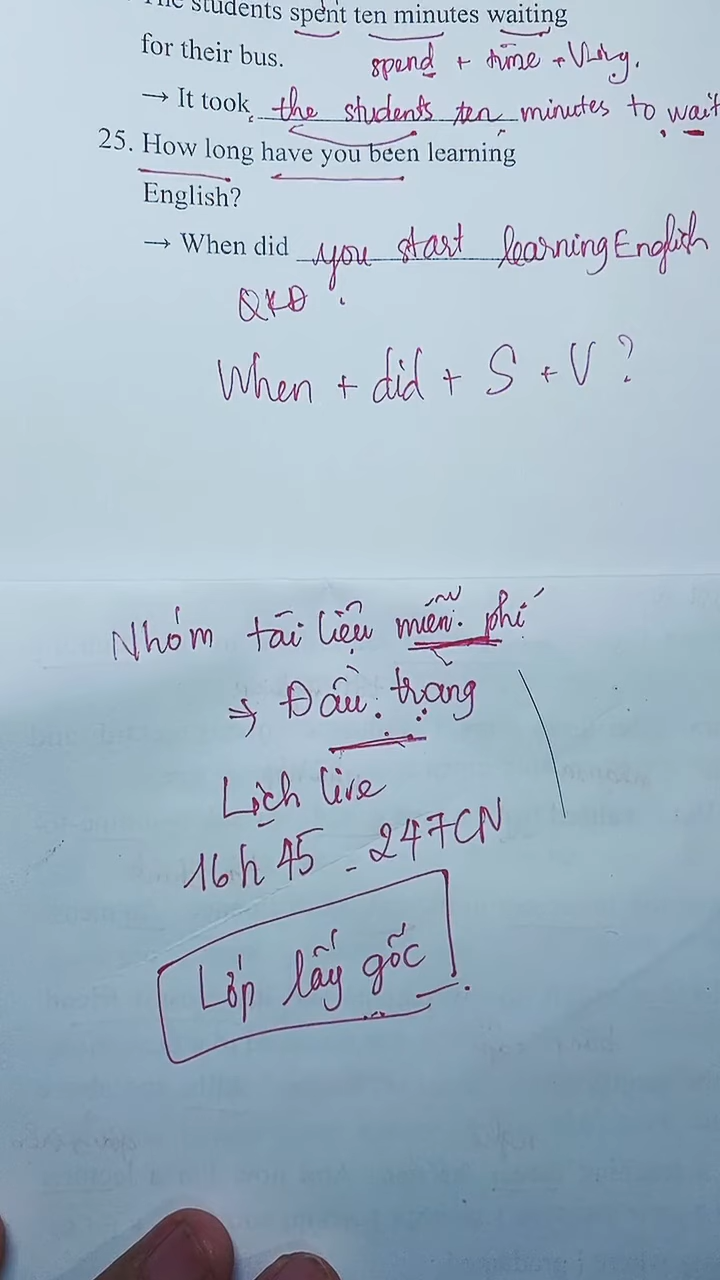 The students spent ten minutes waiting
for their bus. spend + time + Ving.
→ It took the students ten minutes to wait
25. How long have you been learning
English?
→ When did you start learning English
QKĐ
When + did + S + V ?
Nhóm tài liệu miễn phí
⇒ Đầu trang
Lịch live
16h45 - 247CN
Lớp lấy gốc